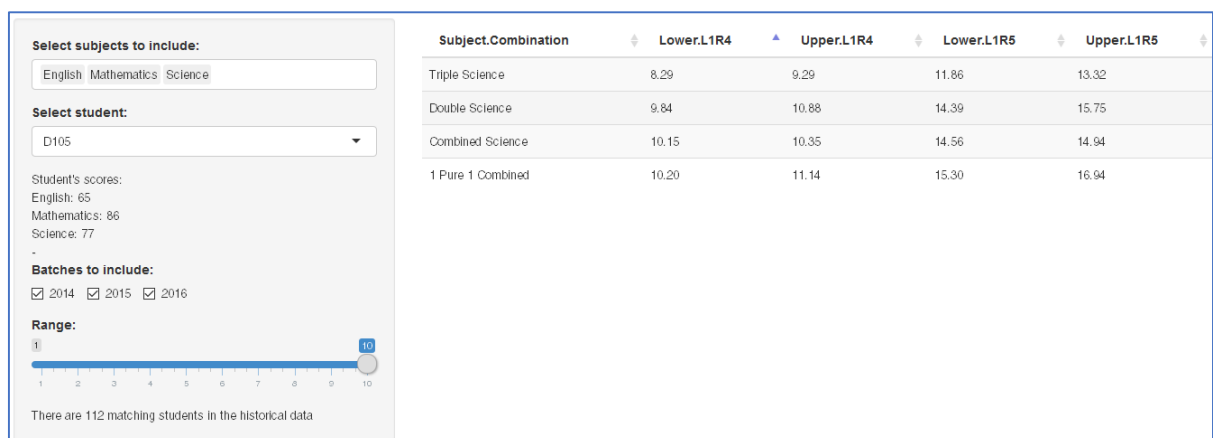 Select subjects to include:
English Mathematics Science
Select student:
D105
Student's scores:
English: 65
Mathematics: 86
Science: 77
-
Batches to include:
2014 2015 2016
Range:
1 10
1 2 3 4 5 6 7 8 9 10
There are 112 matching students in the historical data
Subject.Combination Lower.L1R4 Upper.L1R4 Lower.L1R5 Upper.L1R5
Triple Science 8.29 9.29 11.86 13.32
Double Science 9.84 10.88 14.39 15.75
Combined Science 10.15 10.35 14.56 14.94
1 Pure 1 Combined 10.20 11.14 15.30 16.94